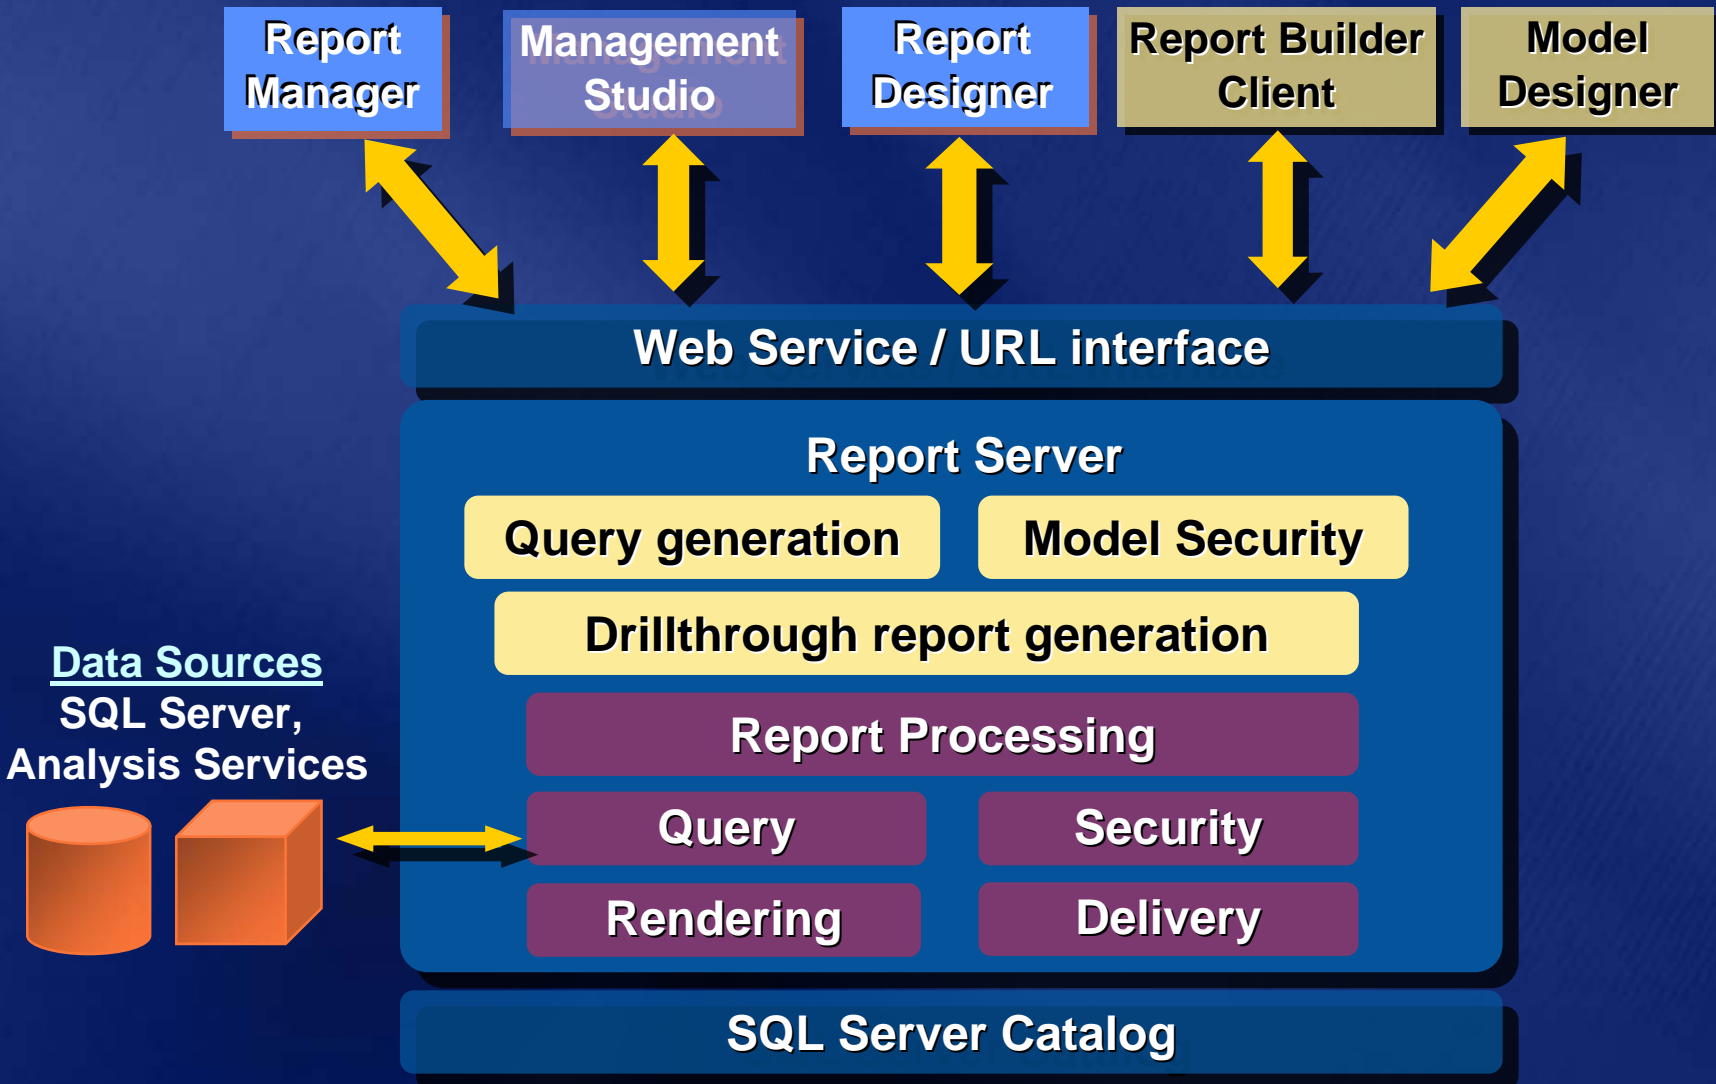 Report
Manager
Management
Studio
Report
Designer
Report Builder
Client
Model
Designer
Web Service / URL interface
Report Server
Query generation
Model Security
Drillthrough report generation
Data Sources
SQL Server,
Analysis Services
Report Processing
Query
Security
Rendering
Delivery
SQL Server Catalog